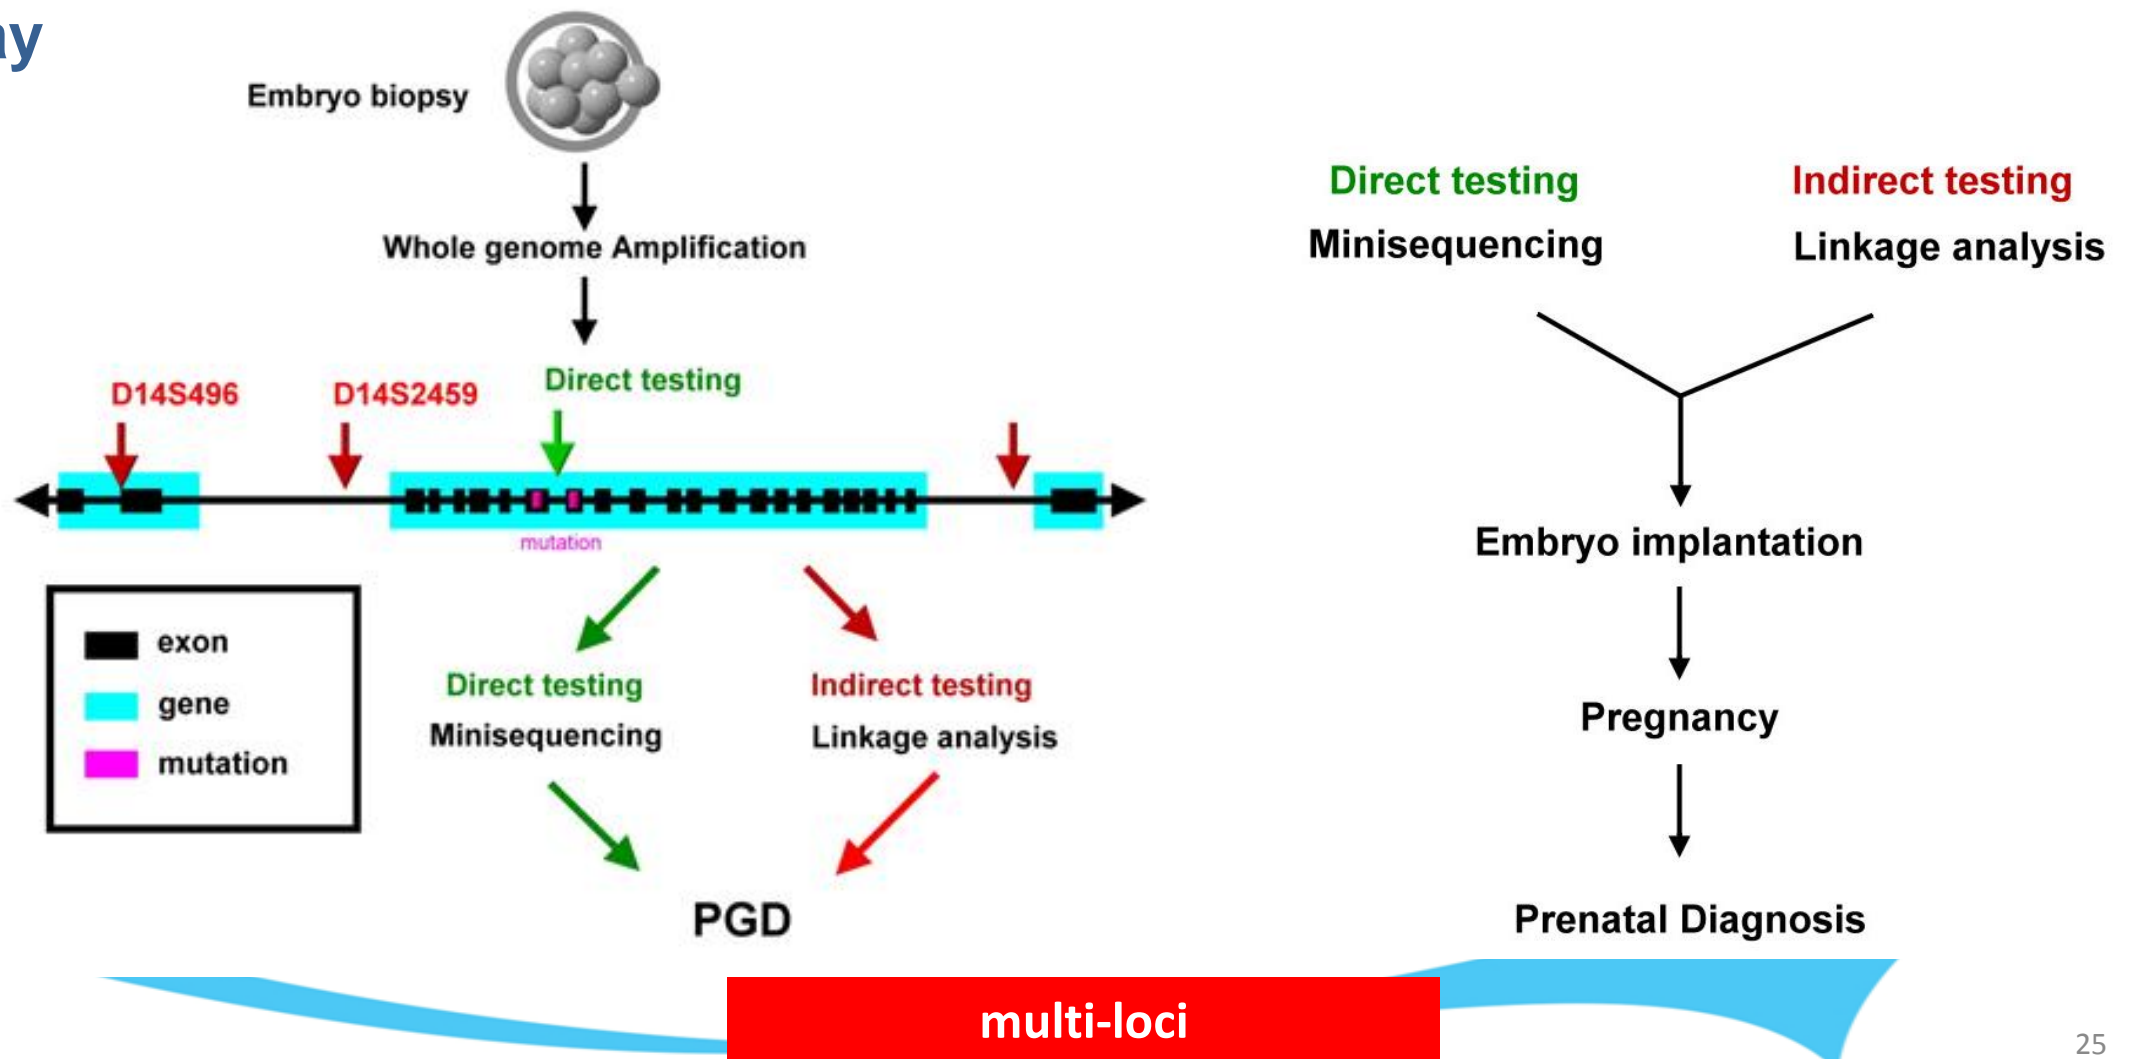 ay
Embryo biopsy
Whole genome Amplification
D14S496
D14S2459
Direct testing
mutation
exon
gene
mutation
Direct testing
Minisequencing
Indirect testing
Linkage analysis
PGD
Direct testing
Minisequencing
Indirect testing
Linkage analysis
Embryo implantation
Pregnancy
Prenatal Diagnosis
multi-loci
25